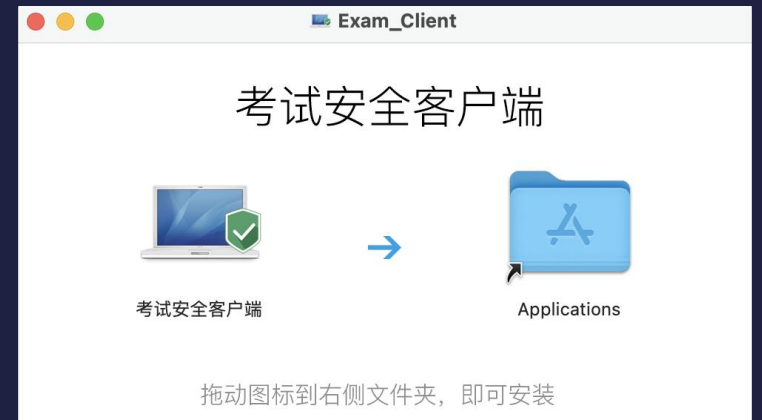 Exam_Client
考试安全客户端
考试安全客户端
Applications
拖动图标到右侧文件夹，即可安装